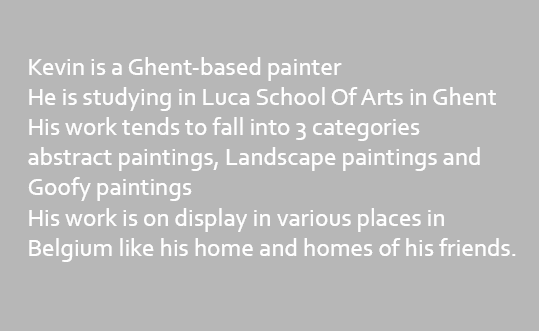 Kevin is a Ghent-based painter
He is studying in Luca School Of Arts in Ghent
His work tends to fall into 3 categories
abstract paintings, Landscape paintings and
Goofy paintings
His work is on display in various places in
Belgium like his home and homes of his friends.